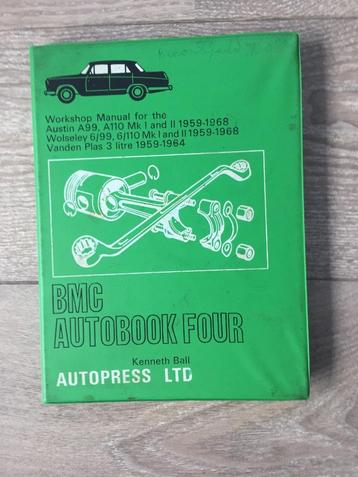 Workshop Manual for the
Austin A99, A110 Mk I and II 1959-1968
Wolseley 6/99, 6/110 Mk I and II 1959-1968
Vanden Plas 3 litre 1959-1964
BMC
AUTOBOOK FOUR
Kenneth Ball
AUTOPRESS LTD